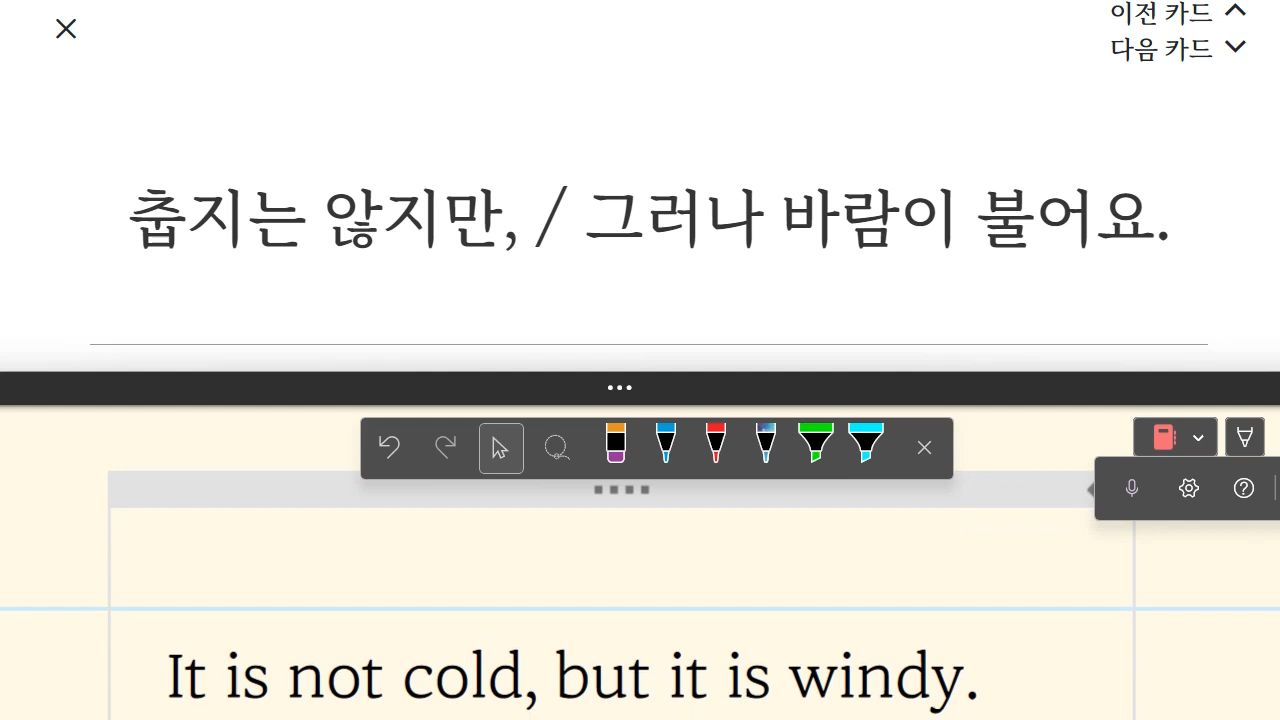 이전 카드
다음 카드
춥지는 않지만, / 그러나 바람이 불어요.
It is not cold, but it is windy.